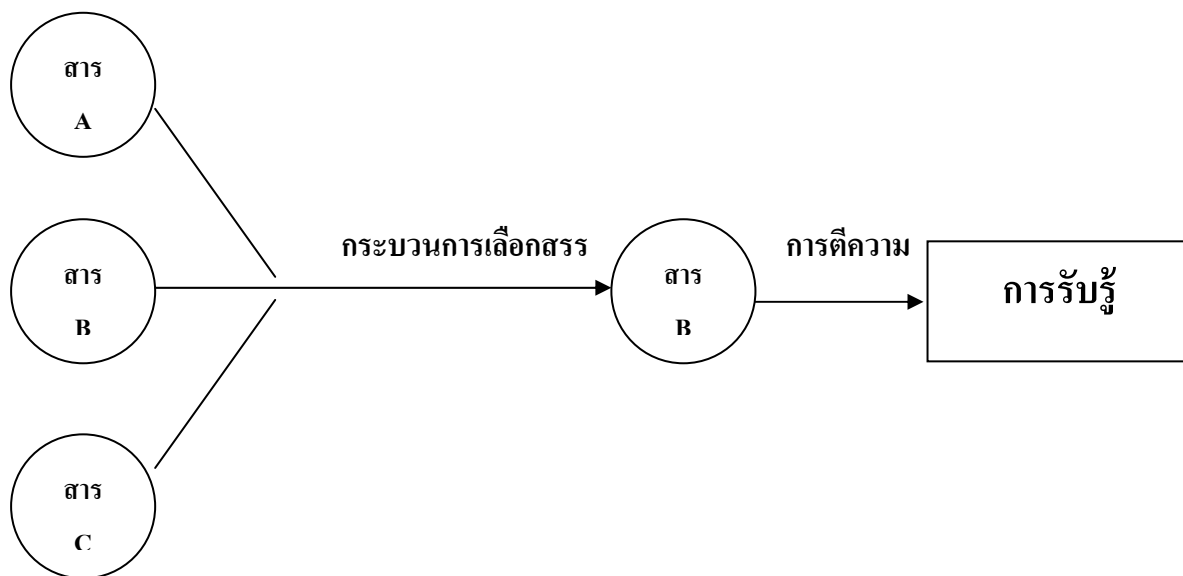 สาร
A
กระบวนการเลือกสรร
การตีความ
สาร
B
สาร
B
การรับรู้
สาร
C